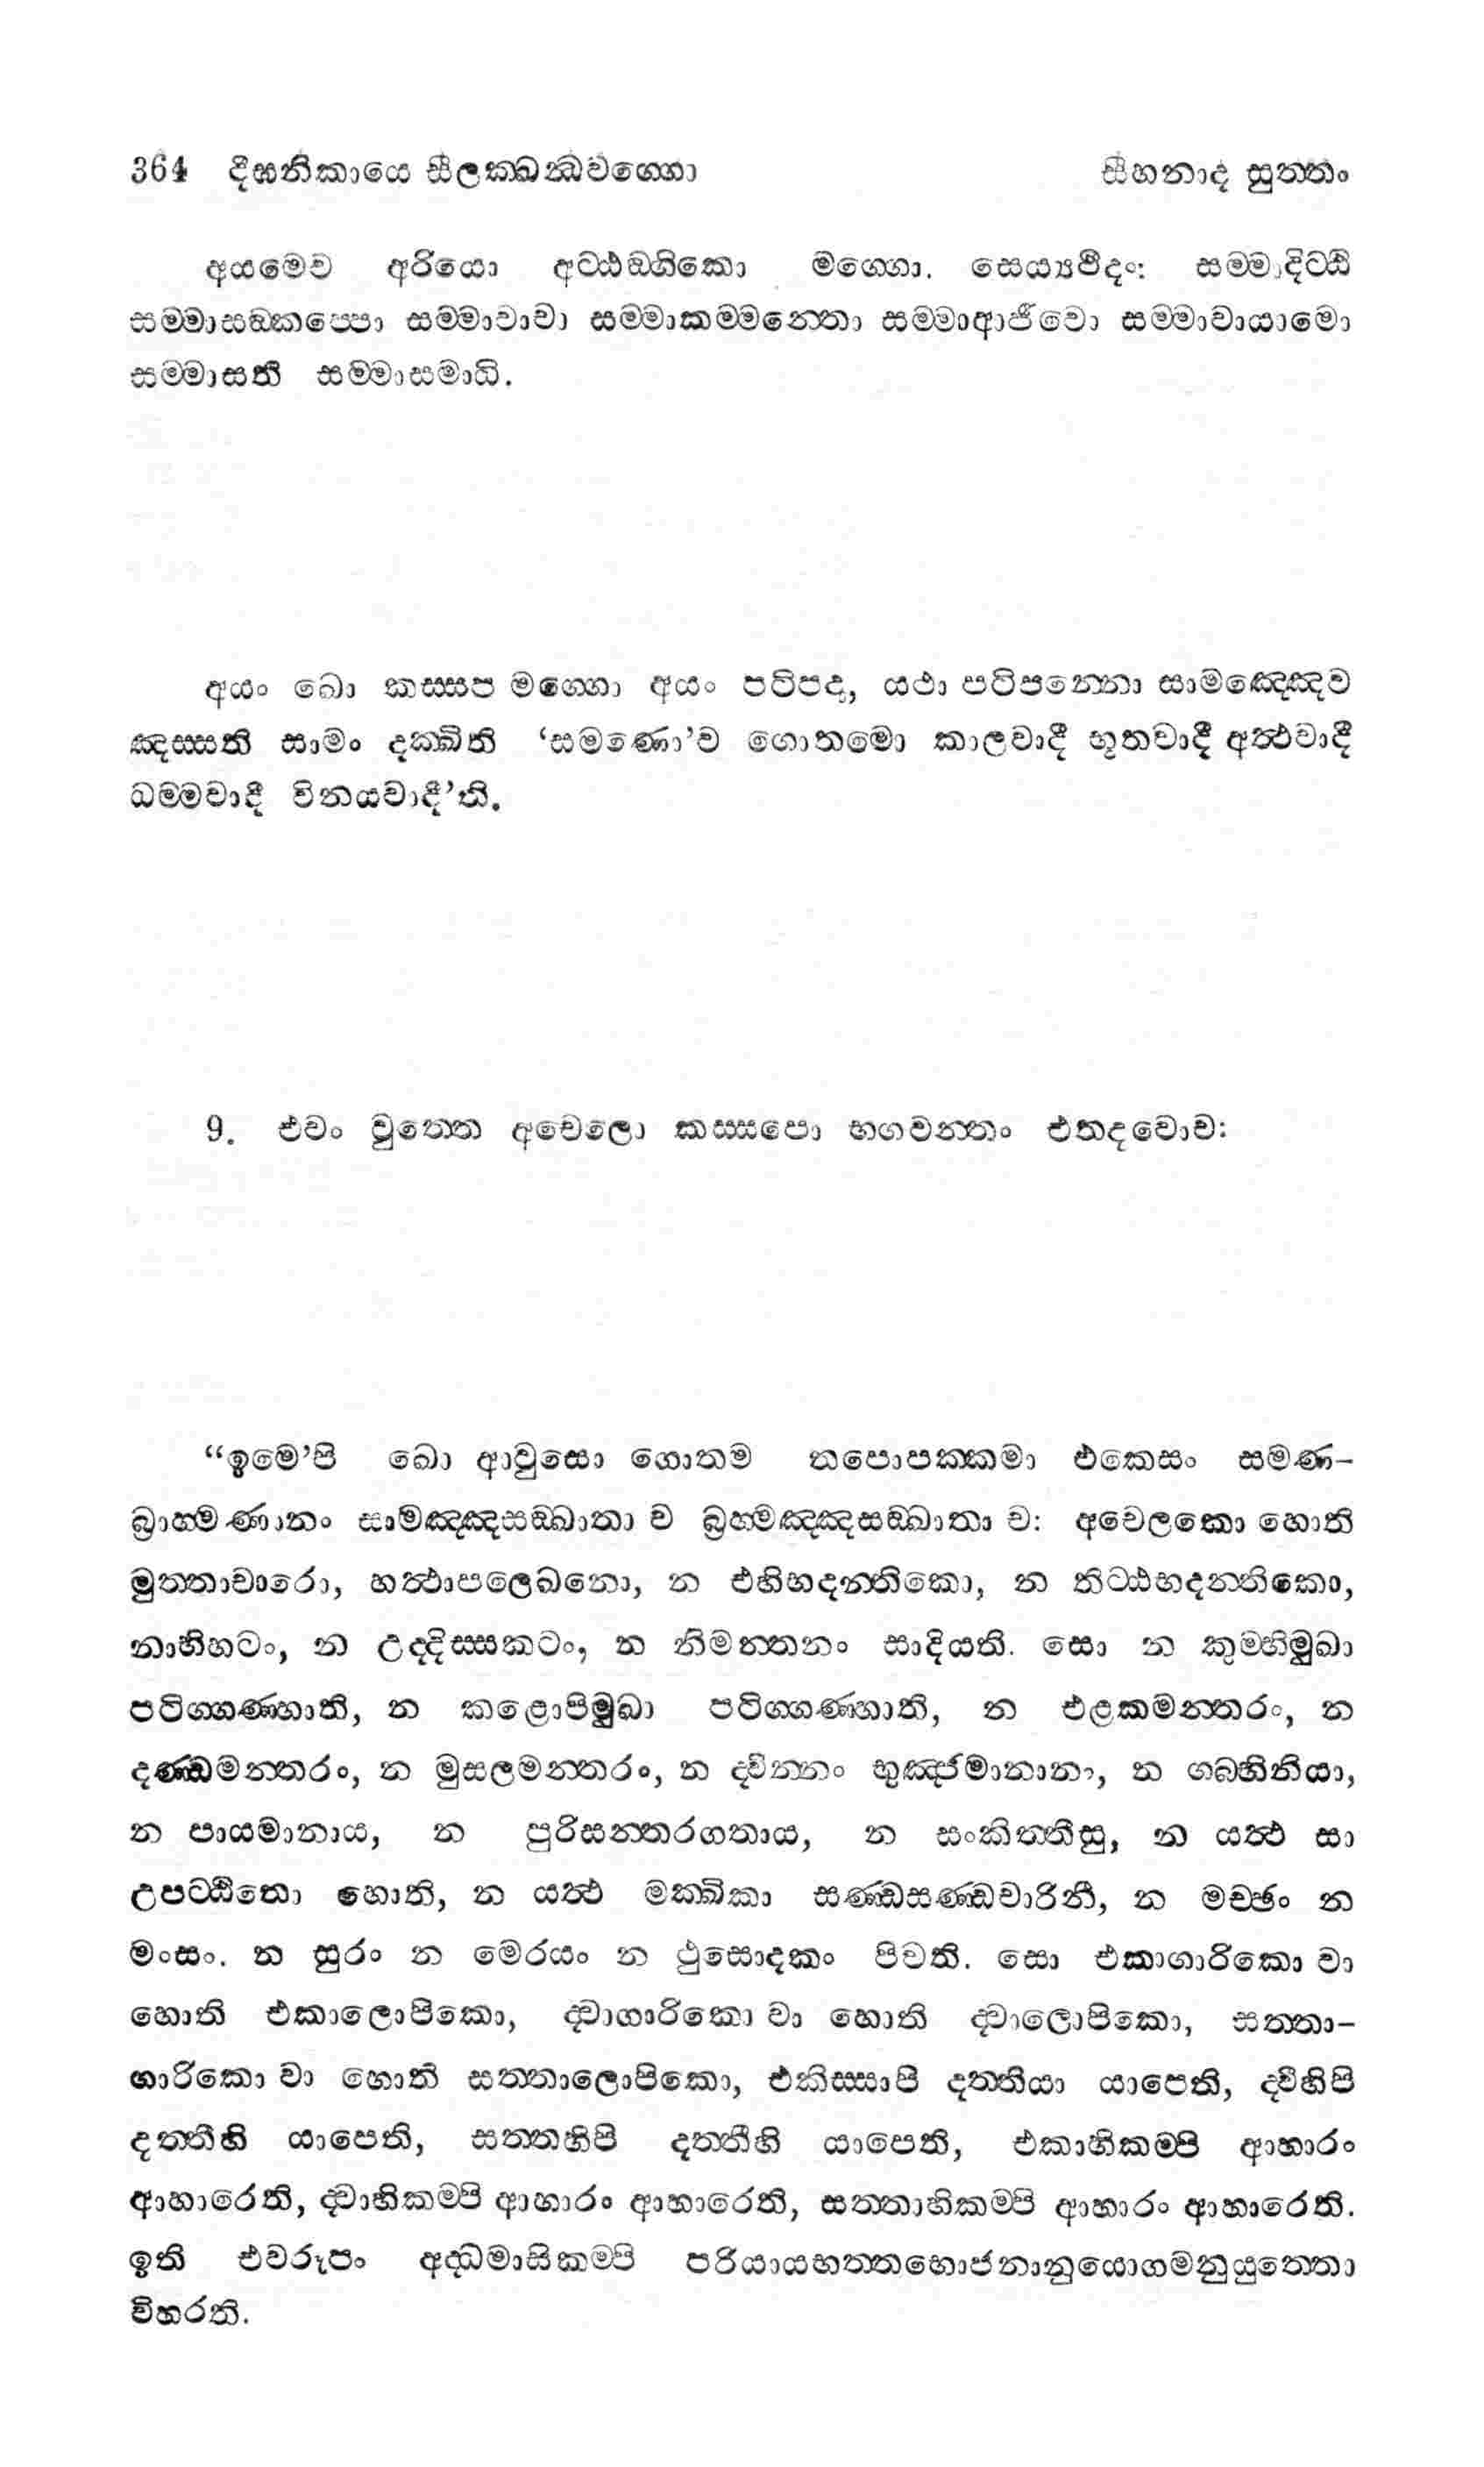 364 දීඝනිකායෙ සීලක්ඛන්ධවග්ගො සීහනාද සුත්තං
අයමෙව අරියො අට්ඨඞ්ගිකො මග්ගො. සෙය්‍යථීදං: සම්මාදිට්ඨි
සම්මාසඞ්කප්පො සම්මාවාචා සම්මාකම්මන්තො සම්මාආජීවො සම්මාවායාමො
සම්මාසති සම්මාසමාධි.
අයං ඛො කස්සප මග්ගො අයං පටිපදා, යථා පටිපන්නො සාමඤ්ඤෙව
ඤස්සති සාමං දක්ඛිති ‘සමණො’ව ගොතමො කාලවාදී භූතවාදී අත්ථවාදී
ධම්මවාදී විනයවාදී’ති.
9. එවං වුත්තෙ අචෙලො කස්සපො භගවන්තං එතදවොච:
“ඉමෙ’පි ඛො ආවුසො ගොතම තපොපක්කමා එකෙසං සමණ-
බ්‍රාහ්මණානං සාමඤ්ඤසඞ්ඛාතා ච බ්‍රහ්මඤ්ඤසඞ්ඛාතා ච: අචෙලකො හොති
මුත්තාචාරො, හත්ථාපලෙඛනො, න එහිභදන්තිකො, න තිට්ඨභදන්තිකො,
නාභිහටං, න උද්දිස්සකටං, න නිමන්තනං සාදියති. සො න කුම්භිමුඛා
පටිග්ගණ්හාති, න කළොපිමුඛා පටිග්ගණ්හාති, න එළකමන්තරං, න
දණ්ඩමන්තරං, න මුසලමන්තරං, න ද්වින්නං භුඤ්ජමානානං, න ගබ්භිනියා,
න පායමානාය, න පුරිසන්තරගතාය, න සංකිත්තීසු, න යත්ථ සා
උපට්ඨිතො හොති, න යත්ථ මක්ඛිකා සණ්ඩසණ්ඩචාරිනී, න මච්ඡං න
මංසං. න සුරං න මෙරයං න ථුසොදකං පිවති. සො එකාගාරිකො වා
හොති එකාලොපිකො, ද්වාගාරිකො වා හොති ද්වාලොපිකො, සත්තා-
ගාරිකො වා හොති සත්තාලොපිකො, එකිස්සාපි දත්තියා යාපෙති, ද්වීහිපි
දත්තීහි යාපෙති, සත්තහිපි දත්තීහි යාපෙති, එකාහිකම්පි ආහාරං
ආහාරෙති, ද්වාහිකම්පි ආහාරං ආහාරෙති, සත්තාහිකම්පි ආහාරං ආහාරෙති.
ඉති එවරූපං අද්ධමාසිකම්පි පරියායභත්තභොජනානුයොගමනුයුත්තො
විහරති.